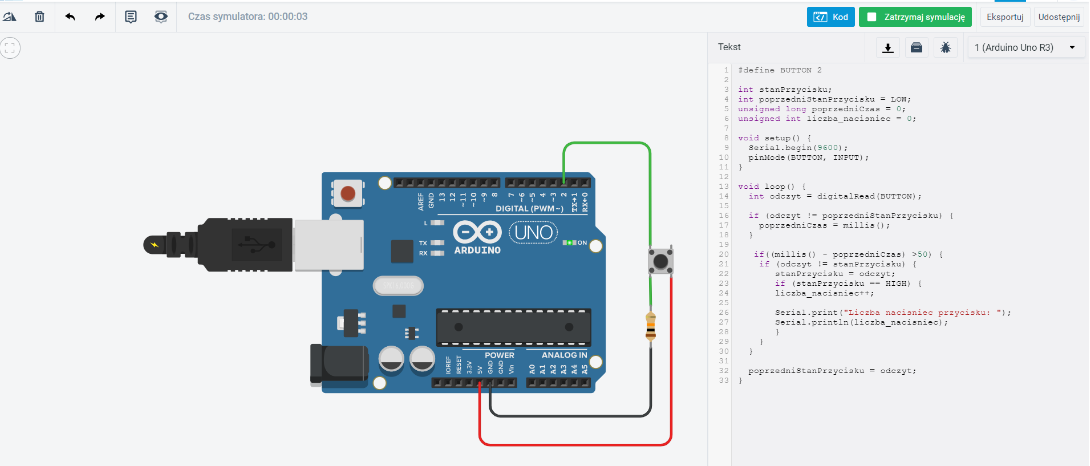 Czas symulatora: 00:00:03
Kod
Zatrzymaj symulację
Eksportuj
Udostępnij
Tekst
1 (Arduino Uno R3)
AREF
GND
13
12
~11
~10
~9
8
7
~6
~5
4
~3
2
TX→1
RX←0
DIGITAL (PWM~)
L
TX
RX
ARDUINO
UNO
ON
POWER
ANALOG IN
IOREF
RESET
3.3V
5V
GND
GND
Vin
A0
A1
A2
A3
A4
A5
1 #define BUTTON 2
2
3 int stanPrzycisku;
4 int poprzedniStanPrzycisku = LOW;
5 unsigned long poprzedniCzas = 0;
6 unsigned int liczba_nacisniec = 0;
7
8 void setup() {
9 Serial.begin(9600);
10 pinMode(BUTTON, INPUT);
11 }
12
13 void loop() {
14 int odczyt = digitalRead(BUTTON);
15
16 if (odczyt != poprzedniStanPrzycisku) {
17 poprzedniCzas = millis();
18 }
19
20 if((millis() - poprzedniCzas) >50) {
21 if (odczyt != stanPrzycisku) {
22 stanPrzycisku = odczyt;
23 if (stanPrzycisku == HIGH) {
24 liczba_nacisniec++;
25
26 Serial.print("Liczba nacisniec przycisku: ");
27 Serial.println(liczba_nacisniec);
28 }
29 }
30 }
31
32 poprzedniStanPrzycisku = odczyt;
33 }